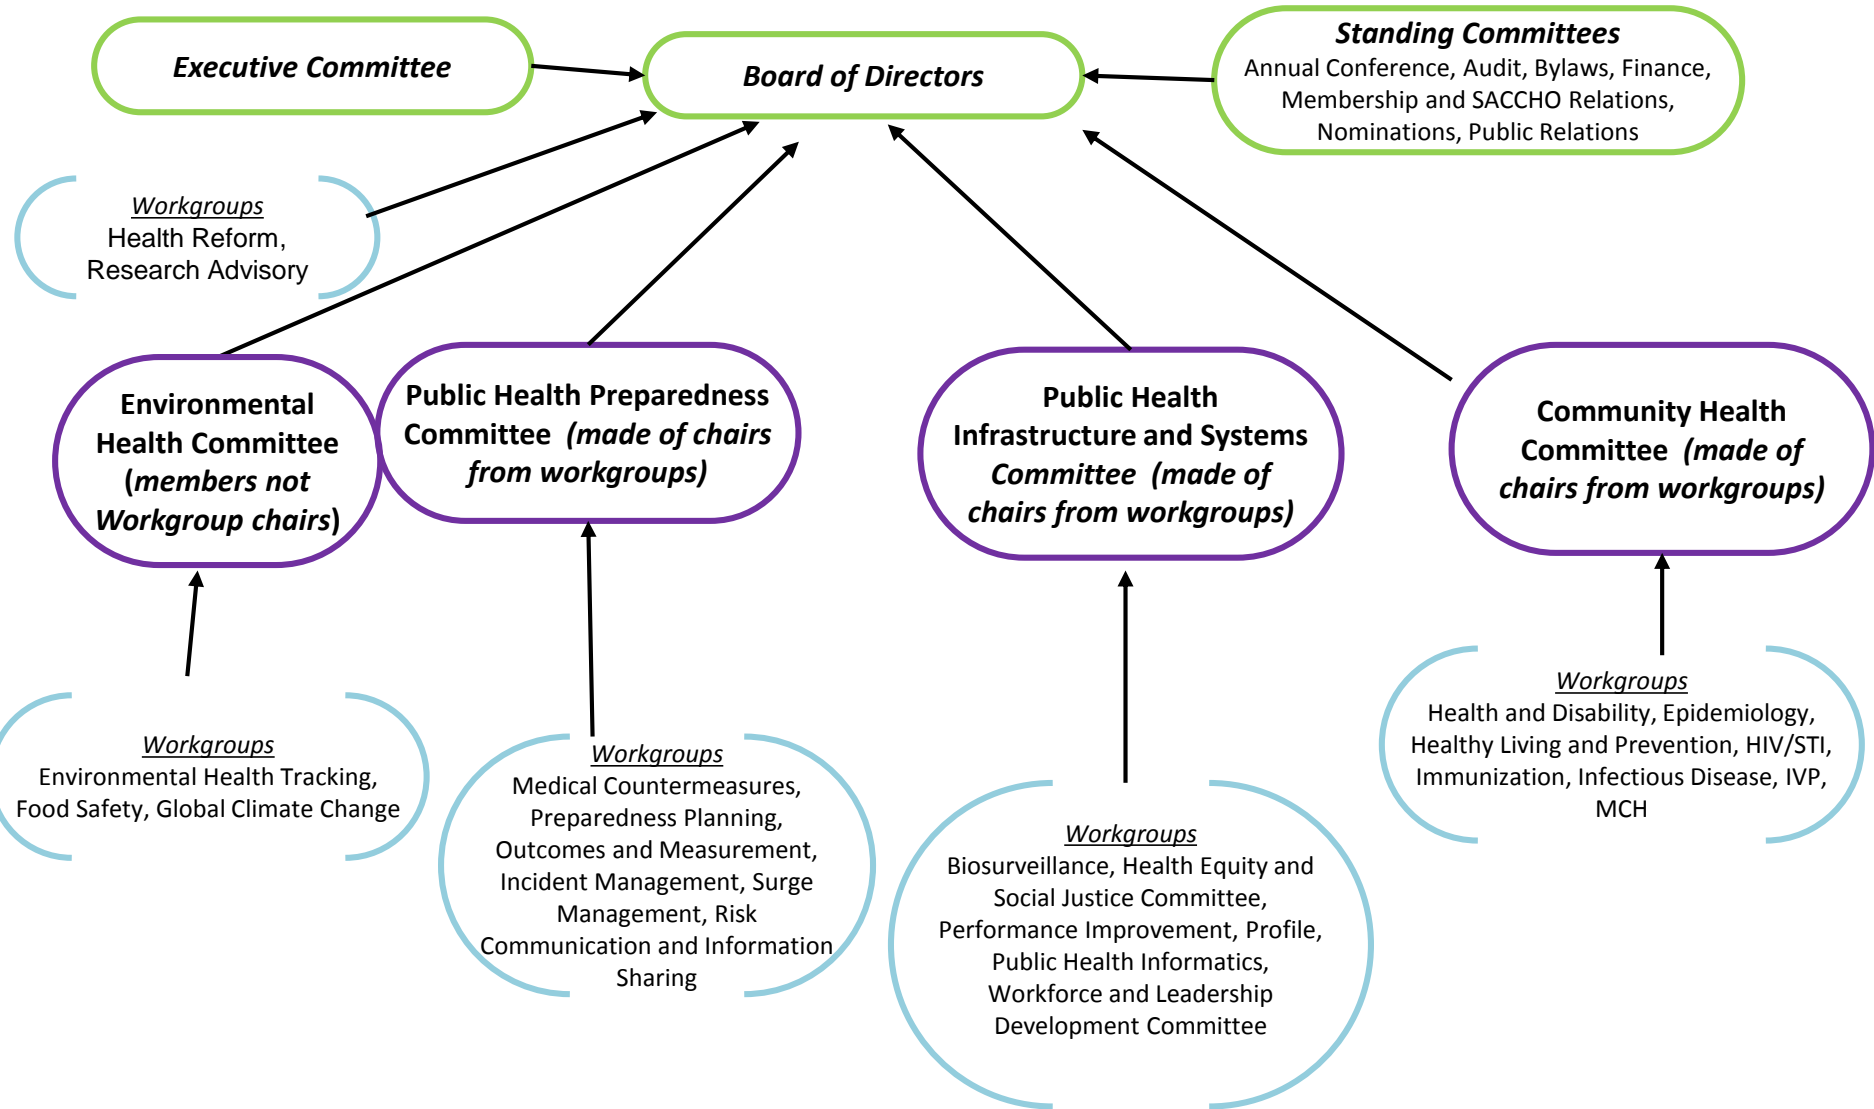 Executive Committee
Board of Directors
Standing Committees
Annual Conference, Audit, Bylaws, Finance,
Membership and SACCHO Relations,
Nominations, Public Relations
Workgroups
Health Reform,
Research Advisory
Environmental
Health Committee
(members not
Workgroup chairs)
Public Health Preparedness
Committee (made of chairs
from workgroups)
Public Health
Infrastructure and Systems
Committee (made of
chairs from workgroups)
Community Health
Committee (made of
chairs from workgroups)
Workgroups
Environmental Health Tracking,
Food Safety, Global Climate Change
Workgroups
Medical Countermeasures,
Preparedness Planning,
Outcomes and Measurement,
Incident Management, Surge
Management, Risk
Communication and Information
Sharing
Workgroups
Biosurveillance, Health Equity and
Social Justice Committee,
Performance Improvement, Profile,
Public Health Informatics,
Workforce and Leadership
Development Committee
Workgroups
Health and Disability, Epidemiology,
Healthy Living and Prevention, HIV/STI,
Immunization, Infectious Disease, IVP,
MCH